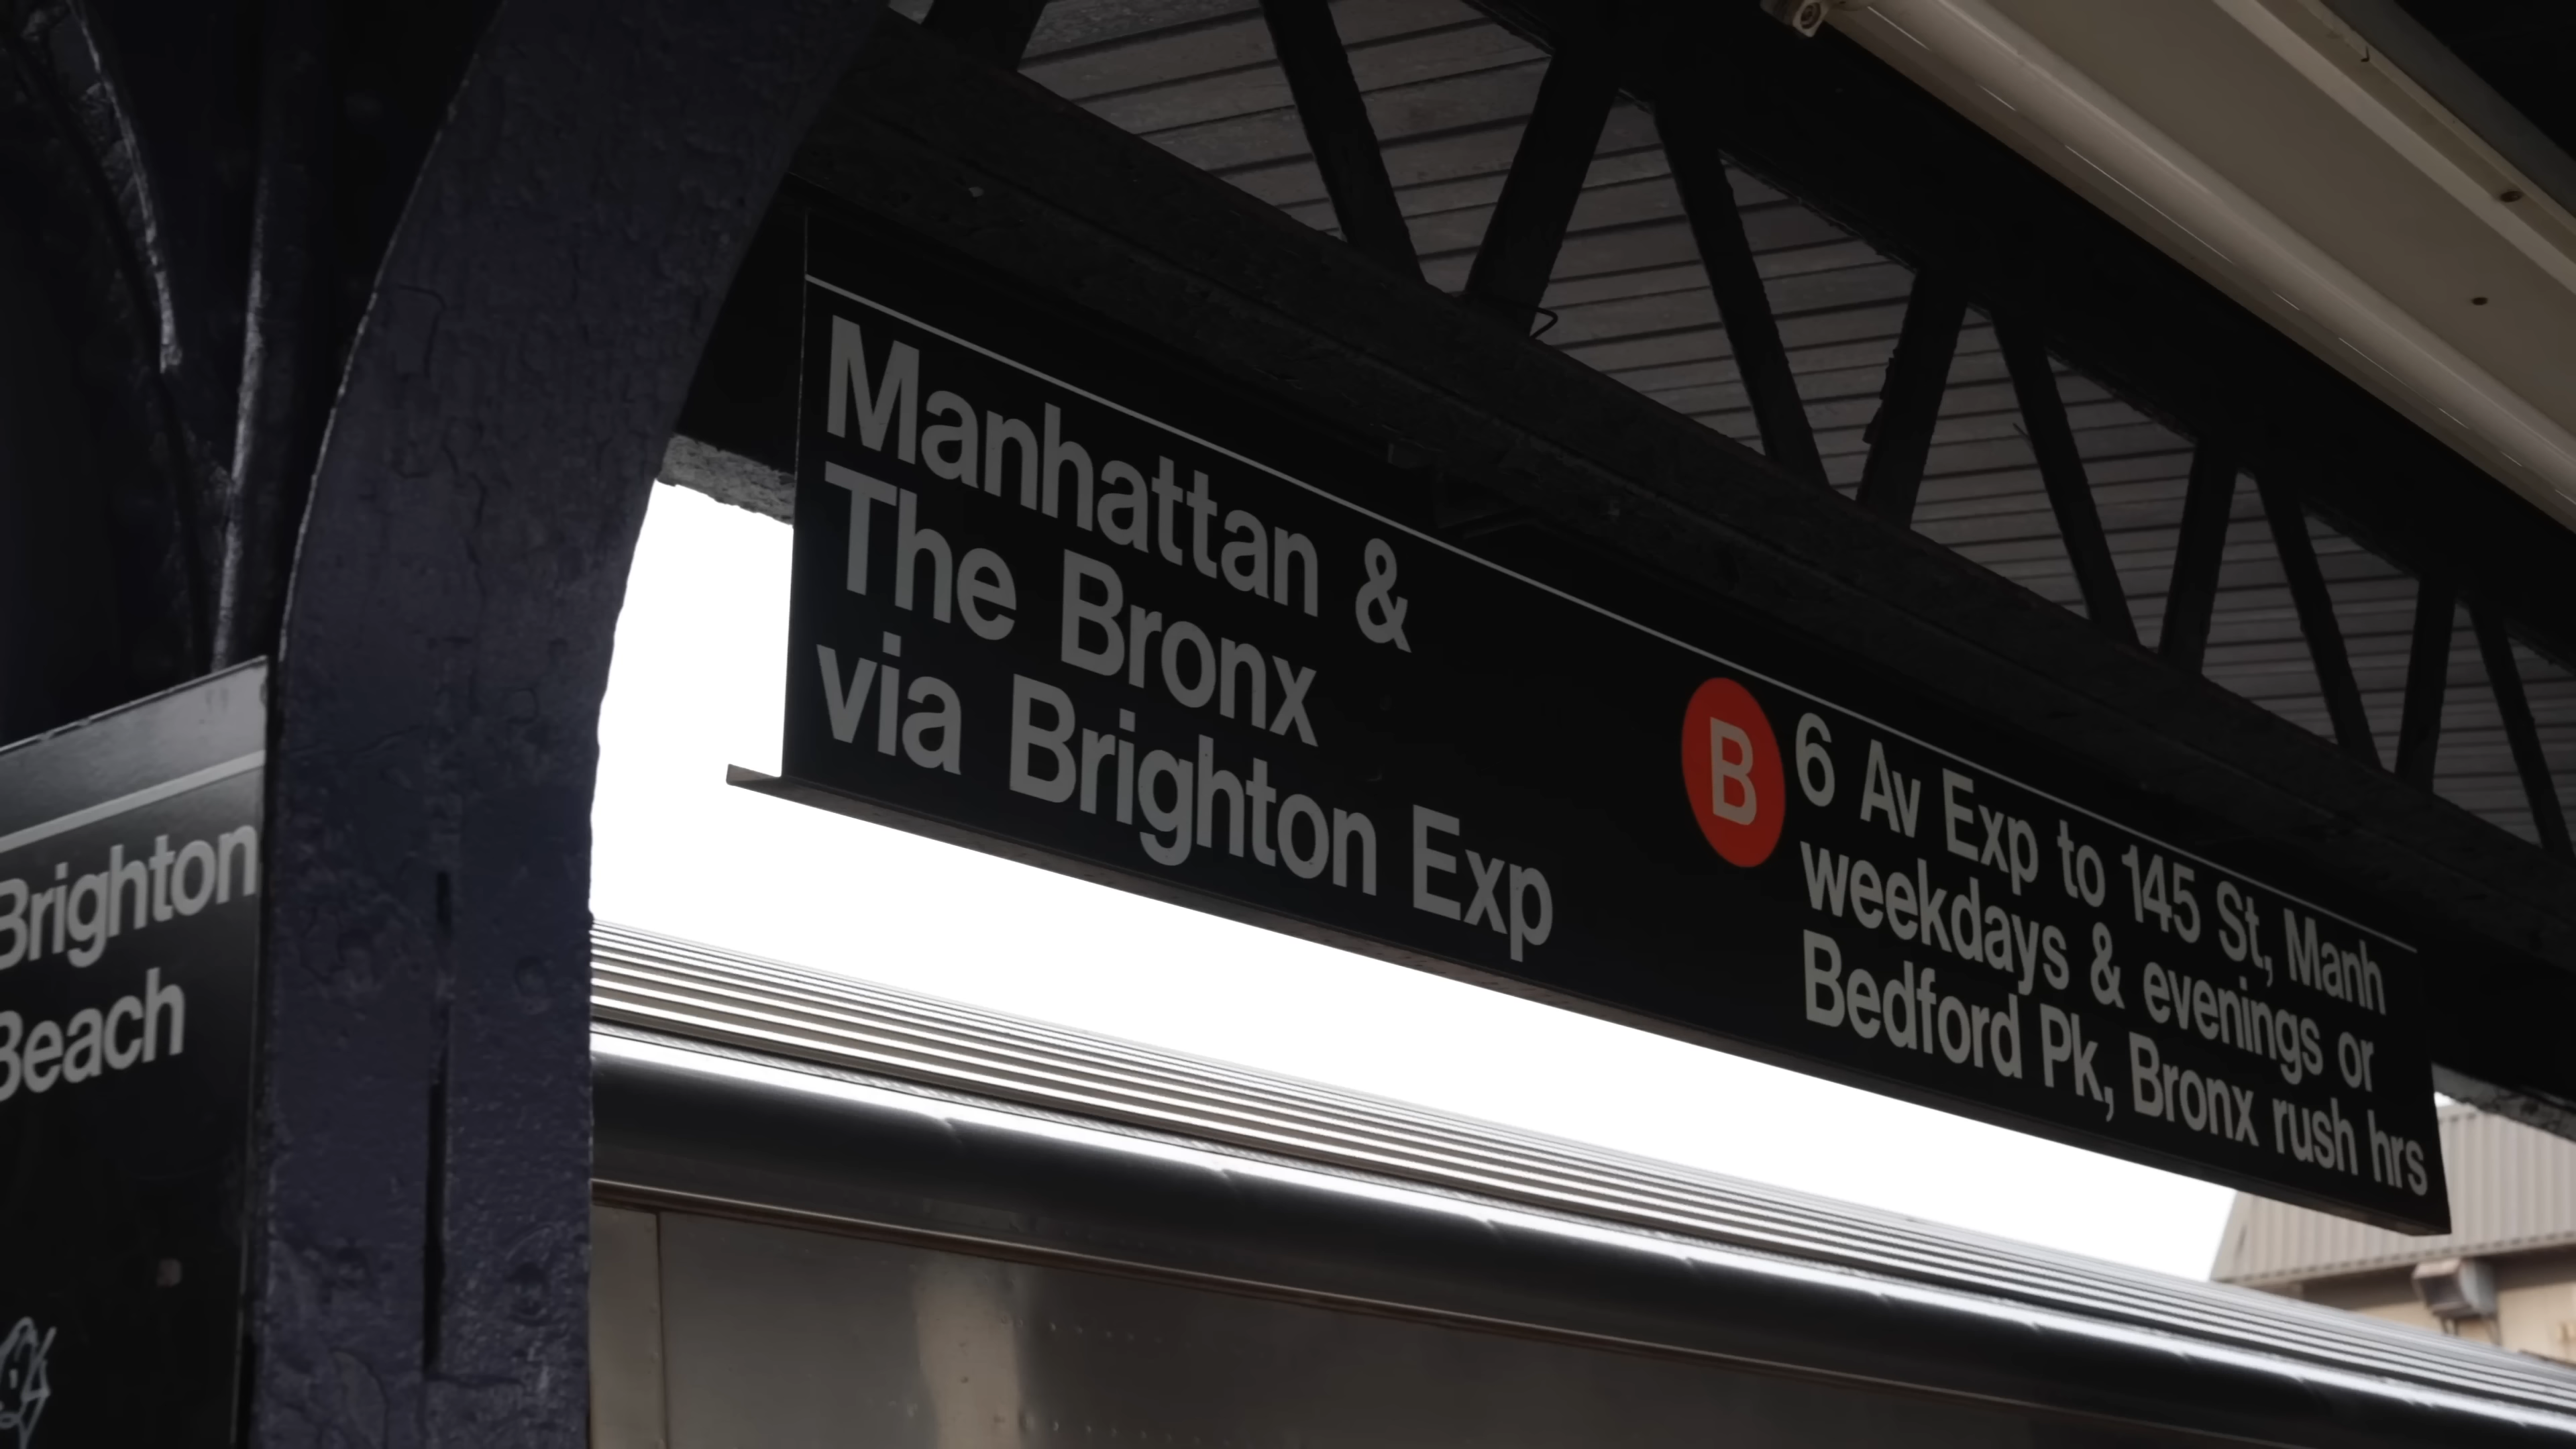 Manhattan &
The Bronx
via Brighton Exp
B
6 Av Exp to 145 St, Manh
weekdays & evenings or
Bedford Pk, Bronx rush hrs
Brighton
Beach